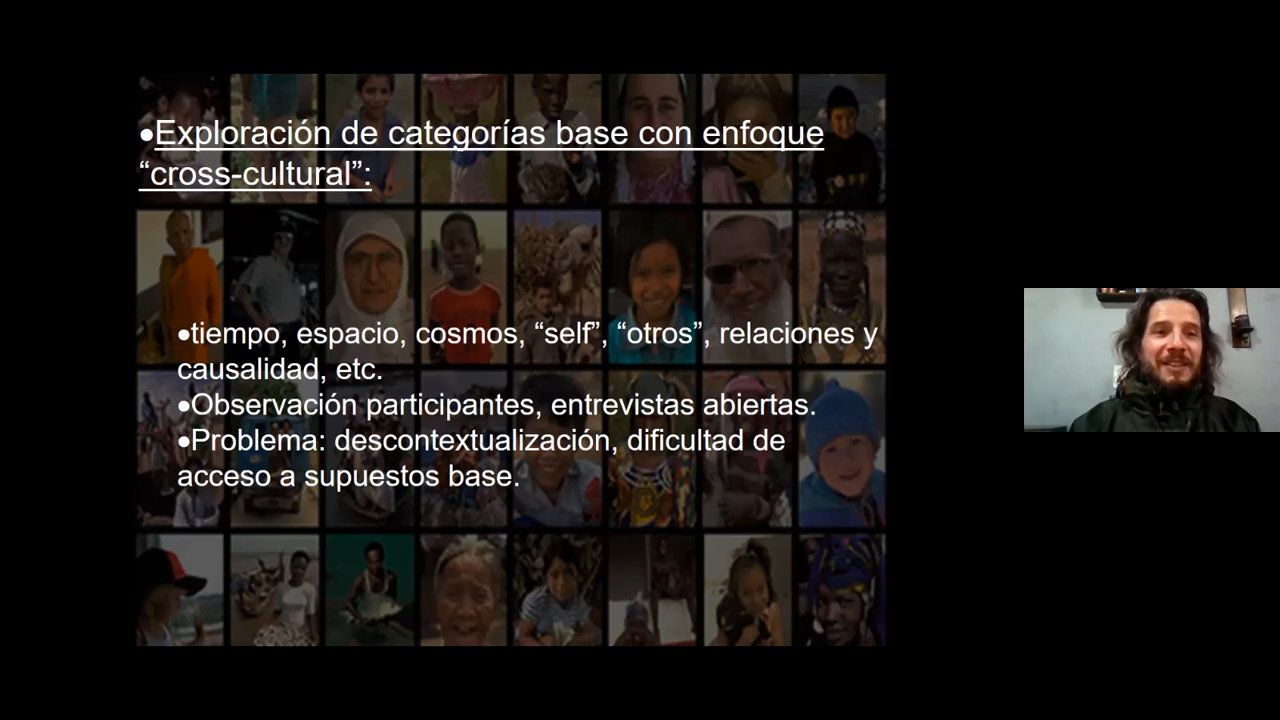 •Exploración de categorías base con enfoque
“cross-cultural”:
•tiempo, espacio, cosmos, “self”, “otros”, relaciones y
causalidad, etc.
•Observación participantes, entrevistas abiertas.
•Problema: descontextualización, dificultad de
acceso a supuestos base.